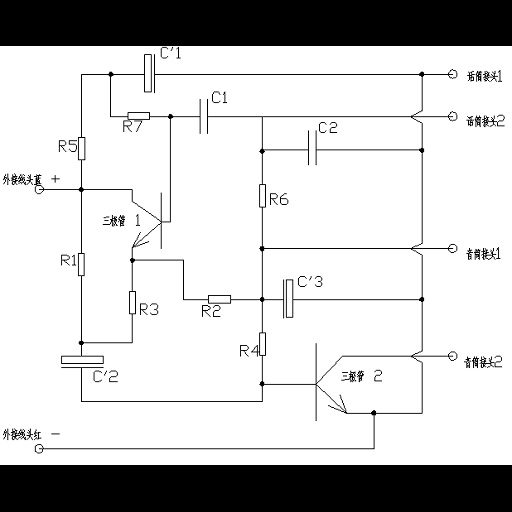 C'1
话筒接头1
C1
话筒接头2
R7
C2
R5
外接线头蓝 +
R6
三极管 1
音筒接头1
R1
C'3
R3
R2
R4
音筒接头2
C'2
三极管 2
外接线头红 -